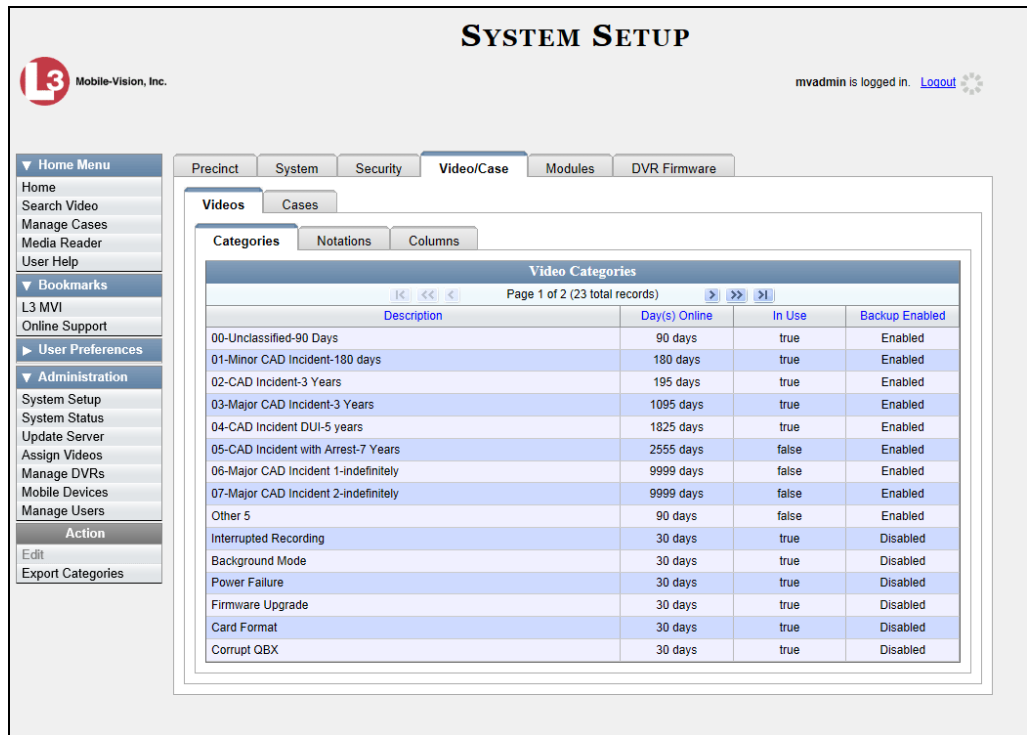 SYSTEM SETUP
L3 Mobile-Vision, Inc.
mvadmin is logged in. Logout
Home Menu
Home
Search Video
Manage Cases
Media Reader
User Help
Bookmarks
L3 MVI
Online Support
User Preferences
Administration
System Setup
System Status
Update Server
Assign Videos
Manage DVRs
Mobile Devices
Manage Users
Action
Edit
Export Categories
Precinct System Security Video/Case Modules DVR Firmware
Videos Cases
Categories Notations Columns
Video Categories
Page 1 of 2 (23 total records)
Description Day(s) Online In Use Backup Enabled
00-Unclassified-90 Days 90 days true Enabled
01-Minor CAD Incident-180 days 180 days true Enabled
02-CAD Incident-3 Years 195 days true Enabled
03-Major CAD Incident-3 Years 1095 days true Enabled
04-CAD Incident DUI-5 years 1825 days true Enabled
05-CAD Incident with Arrest-7 Years 2555 days false Enabled
06-Major CAD Incident 1-indefinitely 9999 days false Enabled
07-Major CAD Incident 2-indefinitely 9999 days false Enabled
Other 5 90 days false Enabled
Interrupted Recording 30 days true Disabled
Background Mode 30 days true Disabled
Power Failure 30 days true Disabled
Firmware Upgrade 30 days true Disabled
Card Format 30 days true Disabled
Corrupt QBX 30 days true Disabled